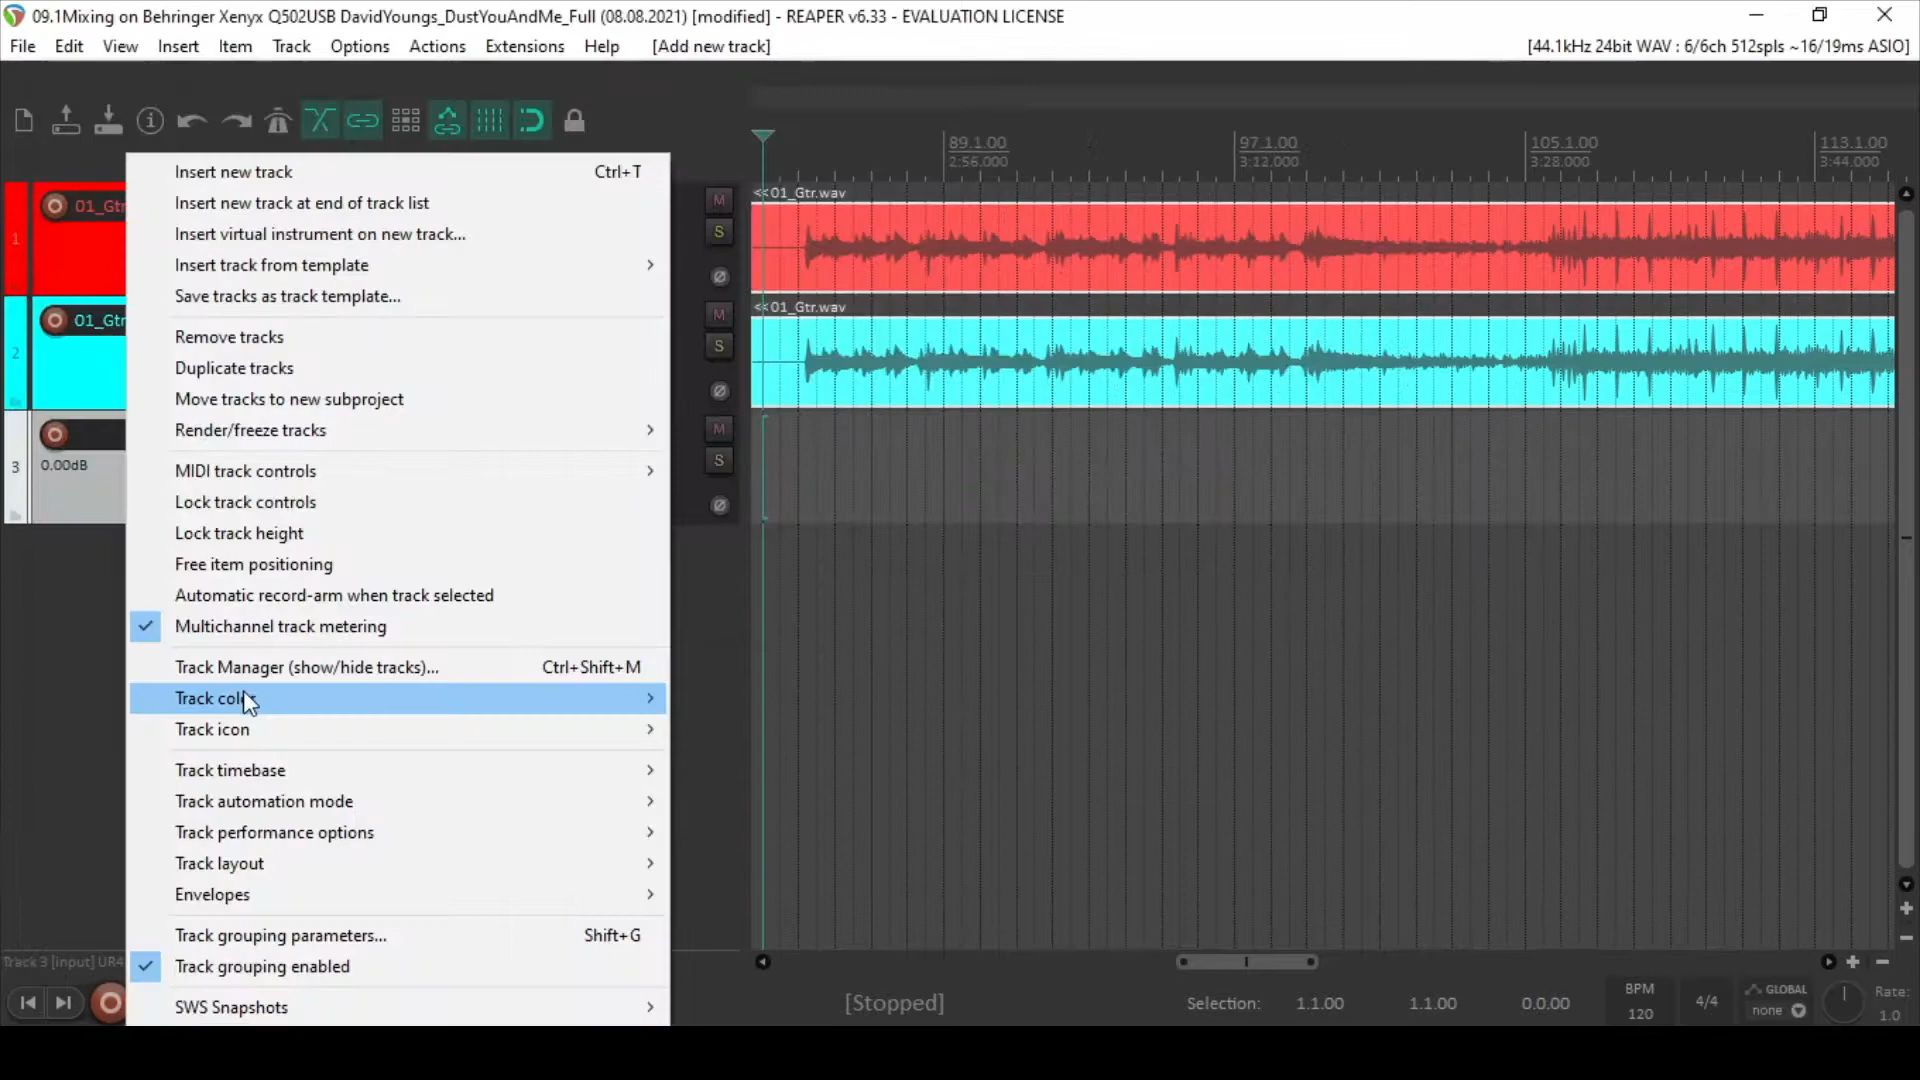 09.1Mixing on Behringer Xenyx Q502USB DavidYoungs_DustYouAndMe_Full (08.08.2021) [modified] - REAPER v6.33 - EVALUATION LICENSE
File Edit View Insert Item Track Options Actions Extensions Help [Add new track] [44.1kHz 24bit WAV : 6/6ch 512spls ~16/19ms ASIO]
89.1.00 97.1.00 105.1.00 113.1.00
2:56.000 3:12.000 3:28.000 3:44.000
Insert new track Ctrl+T
Insert new track at end of track list
Insert virtual instrument on new track...
Insert track from template
Save tracks as track template...
Remove tracks
Duplicate tracks
Move tracks to new subproject
Render/freeze tracks
MIDI track controls
Lock track controls
Lock track height
Free item positioning
Automatic record-arm when track selected
Multichannel track metering
Track Manager (show/hide tracks)... Ctrl+Shift+M
Track color
Track icon
Track timebase
Track automation mode
Track performance options
Track layout
Envelopes
Track grouping parameters... Shift+G
Track grouping enabled
SWS Snapshots
1 01_Gtr M S
<<01_Gtr.wav
2 01_Gtr M S
<<01_Gtr.wav
3 0.00dB M S
Track 3 [input] UR4
[Stopped] Selection: 1.1.00 1.1.00 0.0.00
BPM 120
4/4
GLOBAL
none
Rate:
1.0